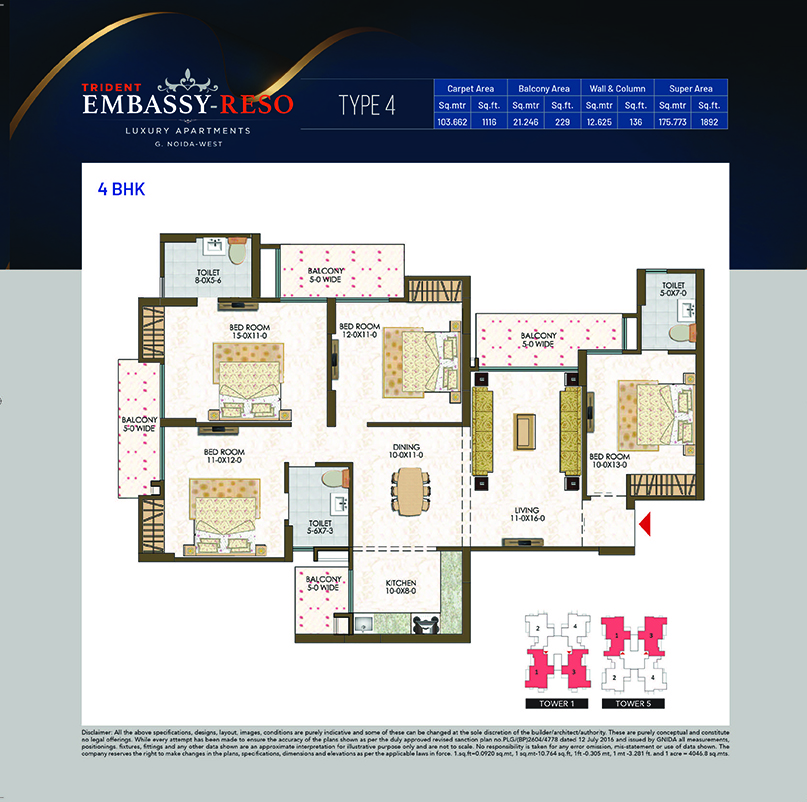 TRIDENT
EMBASSY-RESO
LUXURY APARTMENTS
G. NOIDA-WEST
TYPE 4
Carpet Area Balcony Area Wall & Column Super Area
Sq.mtr Sq.ft. Sq.mtr Sq.ft. Sq.mtr Sq.ft. Sq.mtr Sq.ft.
103.662 1116 21.246 229 12.625 136 175.773 1892
4 BHK
TOILET
8-0X5-6
BALCONY
5-0 WIDE
TOILET
5-0X7-0
BED ROOM
15-0X11-0
BED ROOM
12-0X11-0
BALCONY
5-0 WIDE
BALCONY
5-0 WIDE
BED ROOM
11-0X12-0
DINING
10-0X11-0
BED ROOM
10-0X13-0
TOILET
5-6X7-3
LIVING
11-0X16-0
BALCONY
5-0 WIDE
KITCHEN
10-0X8-0
2 4
1 3
1 3
2 4
TOWER 1 TOWER 5
Disclaimer: All the above specifications, designs, layout, images, conditions are purely indicative and some of these can be changed at the sole discretion of the builder/architect/authority. These are purely conceptual and constitute
no legal offerings. While every attempt has been made to ensure the accuracy of the plans shown as per the duly approved revised sanction plan no.PLG/(BP)2604/4778 dated 12 July 2016 and issued by GNIDA all measurements,
positionings. fixtures, fittings and any other data shown are an approximate interpretation for illustrative purpose only and are not to scale. No responsibility is taken for any error omission, mis-statement or use of data shown. The
company reserves the right to make changes in the plans, specifications, dimensions and elevations as per the applicable laws in force. 1.sq.ft=0.0920 sq.mt, 1 sq.mt-10.764 sq.ft, 1ft -0.305 mt, 1 mt -3.281 ft. and 1 acre = 4046.8 sq.mts.